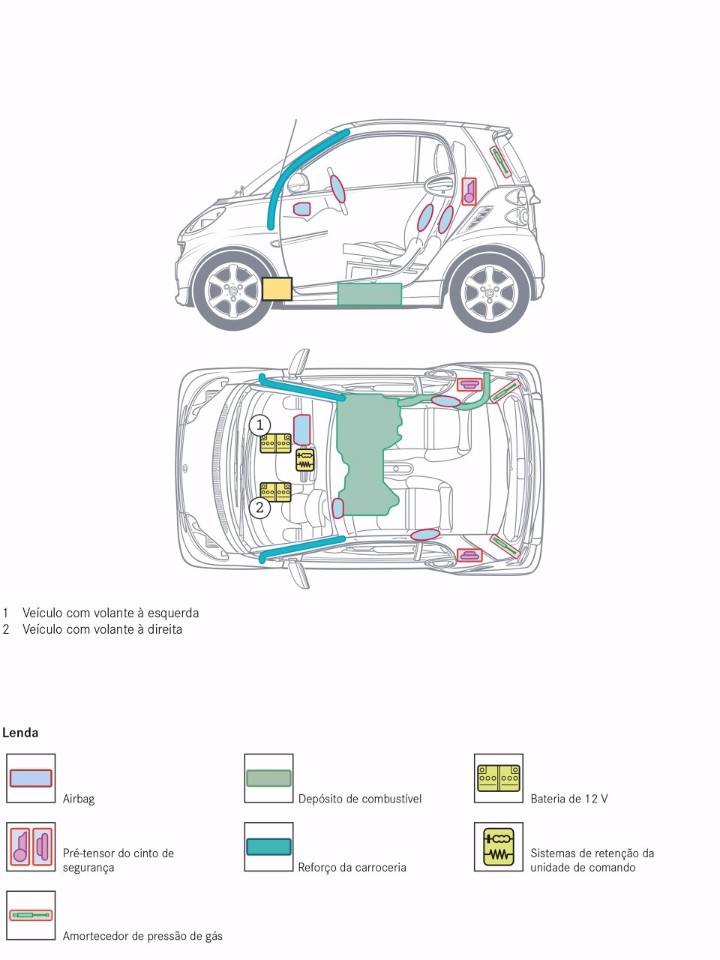 1
2
1 Veículo com volante à esquerda
2 Veículo com volante à direita
Lenda
Airbag
Depósito de combustível
Bateria de 12 V
Pré-tensor do cinto de
segurança
Reforço da carroceria
Sistemas de retenção da
unidade de comando
Amortecedor de pressão de gás